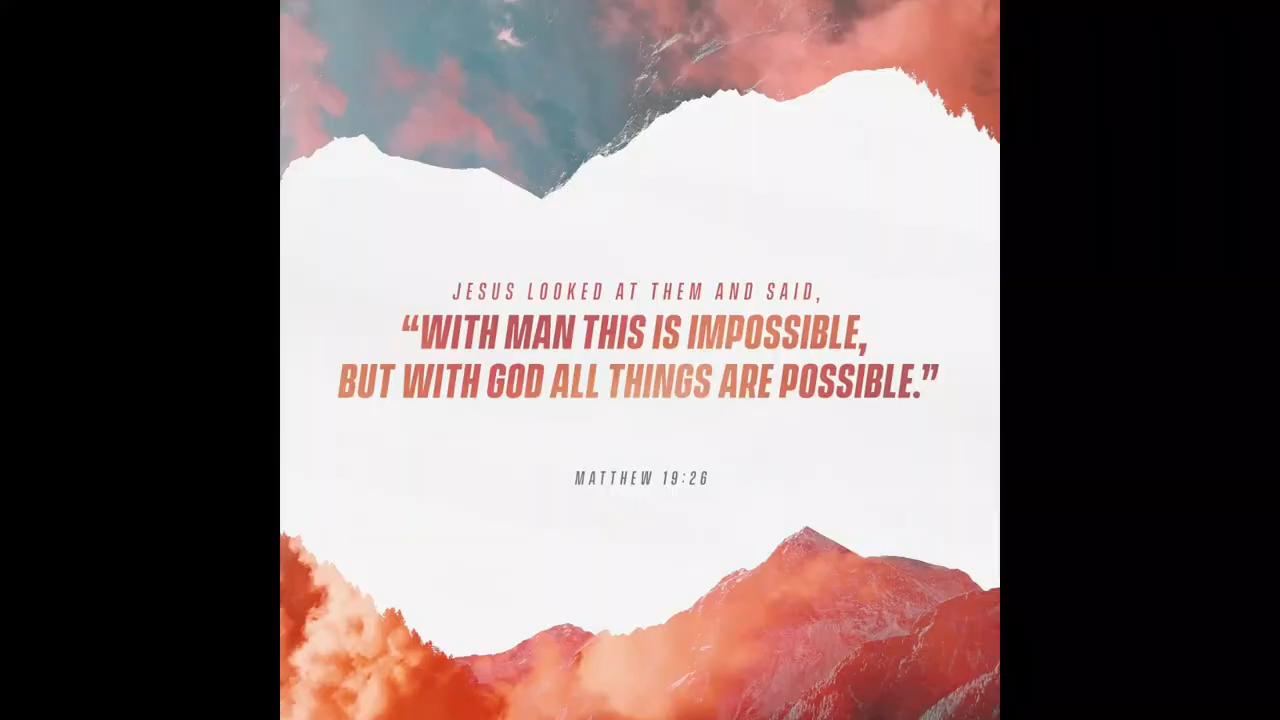 JESUS LOOKED AT THEM AND SAID,
“WITH MAN THIS IS IMPOSSIBLE,
BUT WITH GOD ALL THINGS ARE POSSIBLE.”
MATTHEW 19:26